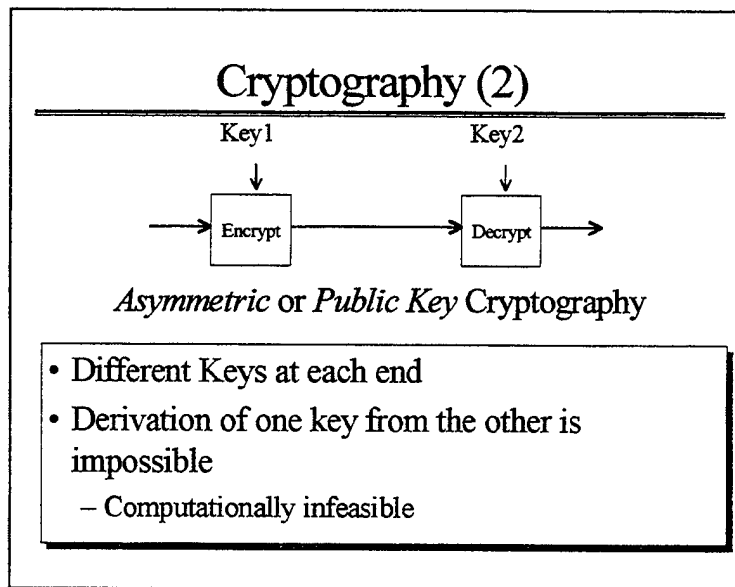 Cryptography (2)
Key1 Key2
Encrypt Decrypt
Asymmetric or Public Key Cryptography
• Different Keys at each end
• Derivation of one key from the other is
impossible
– Computationally infeasible